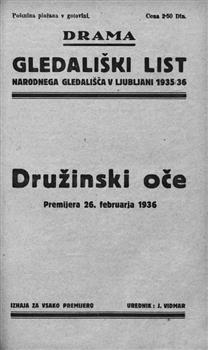 Poštnina plačana v gotovini. Cena 2·50 Din.
DRAMA
GLEDALIŠKI LIST
NARODNEGA GLEDALIŠČA V LJUBLJANI 1935/36
Družinski oče
Premijera 26. februarja 1936
IZHAJA ZA VSAKO PREMIJERO UREDNIK: J. VIDMAR